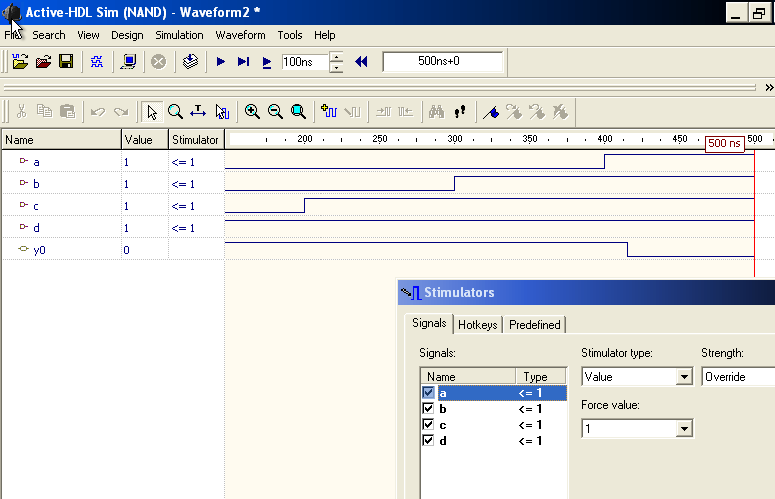 Active-HDL Sim (NAND) - Waveform2 *
File Search View Design Simulation Waveform Tools Help
100ns 500ns+0
Name Value Stimulator 200 250 300 350 400 450 500
500 ns
a 1 <= 1
b 1 <= 1
c 1 <= 1
d 1 <= 1
y0 0
Stimulators
Signals Hotkeys Predefined
Signals: Stimulator type: Strength:
Name Type Value Override
a <= 1
b <= 1 Force value:
c <= 1 1
d <= 1